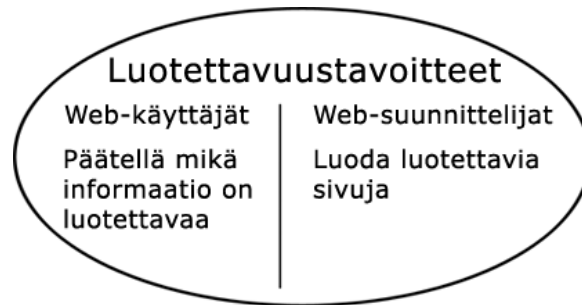 Luotettavuustavoitteet
Web-käyttäjät
Päätellä mikä
informaatio on
luotettavaa
Web-suunnittelijat
Luoda luotettavia
sivuja